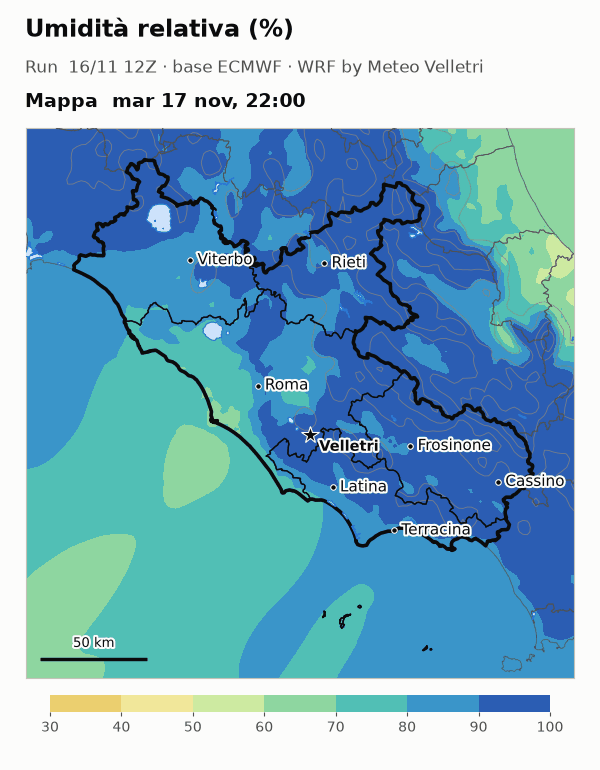 Umidità relativa (%)
Run  16/11 12Z · base ECMWF · WRF by Meteo Velletri
Mappa  mar 17 nov, 22:00
Viterbo
Rieti
Roma
Velletri
Frosinone
Latina
Cassino
Terracina
50 km
30 40 50 60 70 80 90 100